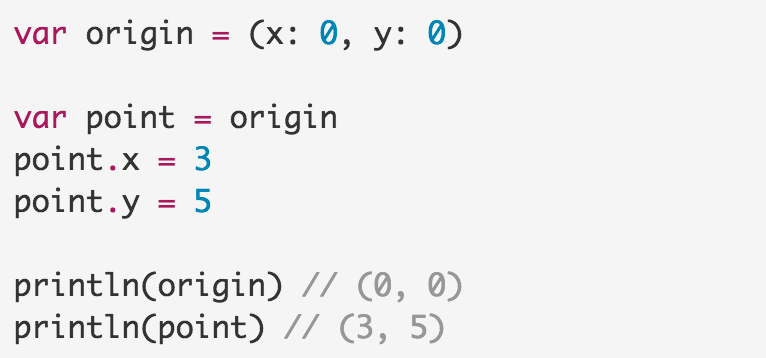 var origin = (x: 0, y: 0)
var point = origin
point.x = 3
point.y = 5
println(origin) // (0, 0)
println(point) // (3, 5)